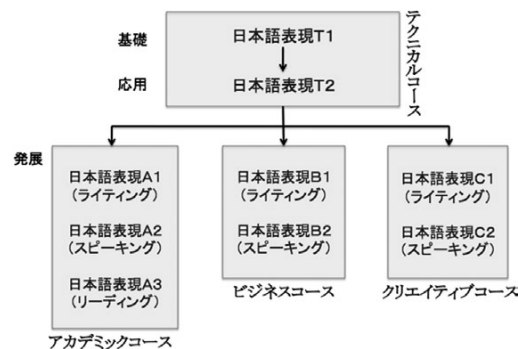 基礎
日本語表現T1
応用
日本語表現T2
テクニカルコース
発展
日本語表現A1
(ライティング)
日本語表現A2
(スピーキング)
日本語表現A3
(リーディング)
アカデミックコース
日本語表現B1
(ライティング)
日本語表現B2
(スピーキング)
ビジネスコース
日本語表現C1
(ライティング)
日本語表現C2
(スピーキング)
クリエイティブコース